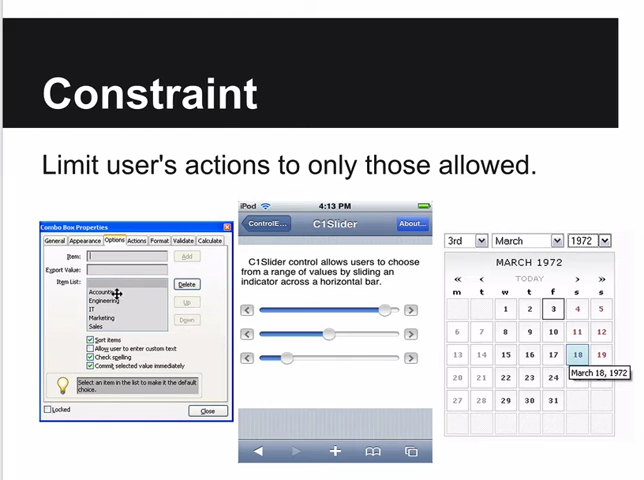 Constraint
Limit user's actions to only those allowed.
Combo Box Properties
General Appearance Options Actions Format Validate Calculate
Item:
Add
Export Value:
Item List:
Delete
Accounting
Engineering
Up
IT
Marketing
Down
Sales
Sort items
Allow user to enter custom text
Check spelling
Commit selected value immediately
Select an item in the list to make it the default
choice.
Locked
Close
iPod 4:13 PM
ControlE... C1Slider About...
C1Slider control allows users to choose
from a range of values by sliding an
indicator across a horizontal bar.
3rd March 1972
MARCH 1972
« ‹ TODAY › »
m t w t f s s
1 2 3 4 5
6 7 8 9 10 11 12
13 14 15 16 17 18 19
20 21 22 23 24
March 18, 1972
27 28 29 30 31